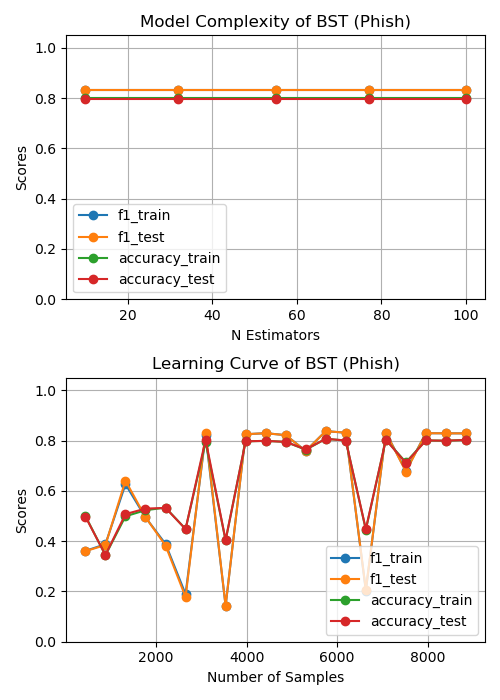 Model Complexity of BST (Phish)
1.0
0.8
0.6
0.4
0.2
0.0
Scores
f1_train
f1_test
accuracy_train
accuracy_test
20 40 60 80 100
N Estimators
Learning Curve of BST (Phish)
1.0
0.8
0.6
0.4
0.2
0.0
Scores
f1_train
f1_test
accuracy_train
accuracy_test
2000 4000 6000 8000
Number of Samples